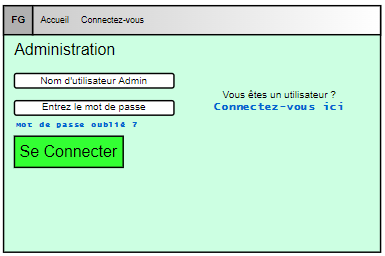 FG Accueil Connectez-vous
Administration
Nom d'utilisateur Admin
Entrez le mot de passe
Mot de passe oublié ?
Se Connecter
Vous êtes un utilisateur ?
Connectez-vous ici